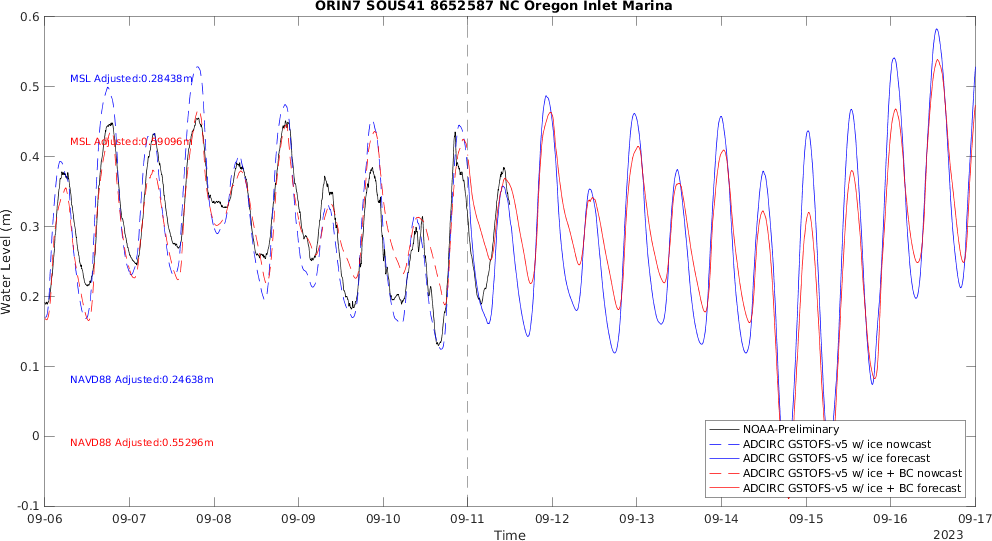 ORIN7 SOUS41 8652587 NC Oregon Inlet Marina
0.6
0.5
0.4
0.3
0.2
0.1
0
-0.1
Water Level (m)
MSL Adjusted:0.28438m
MSL Adjusted:0.59096m
NAVD88 Adjusted:0.24638m
NAVD88 Adjusted:0.55296m
NOAA-Preliminary
ADCIRC GSTOFS-v5 w/ ice nowcast
ADCIRC GSTOFS-v5 w/ ice forecast
ADCIRC GSTOFS-v5 w/ ice + BC nowcast
ADCIRC GSTOFS-v5 w/ ice + BC forecast
09-06 09-07 09-08 09-09 09-10 09-11 09-12 09-13 09-14 09-15 09-16 09-17
Time
2023